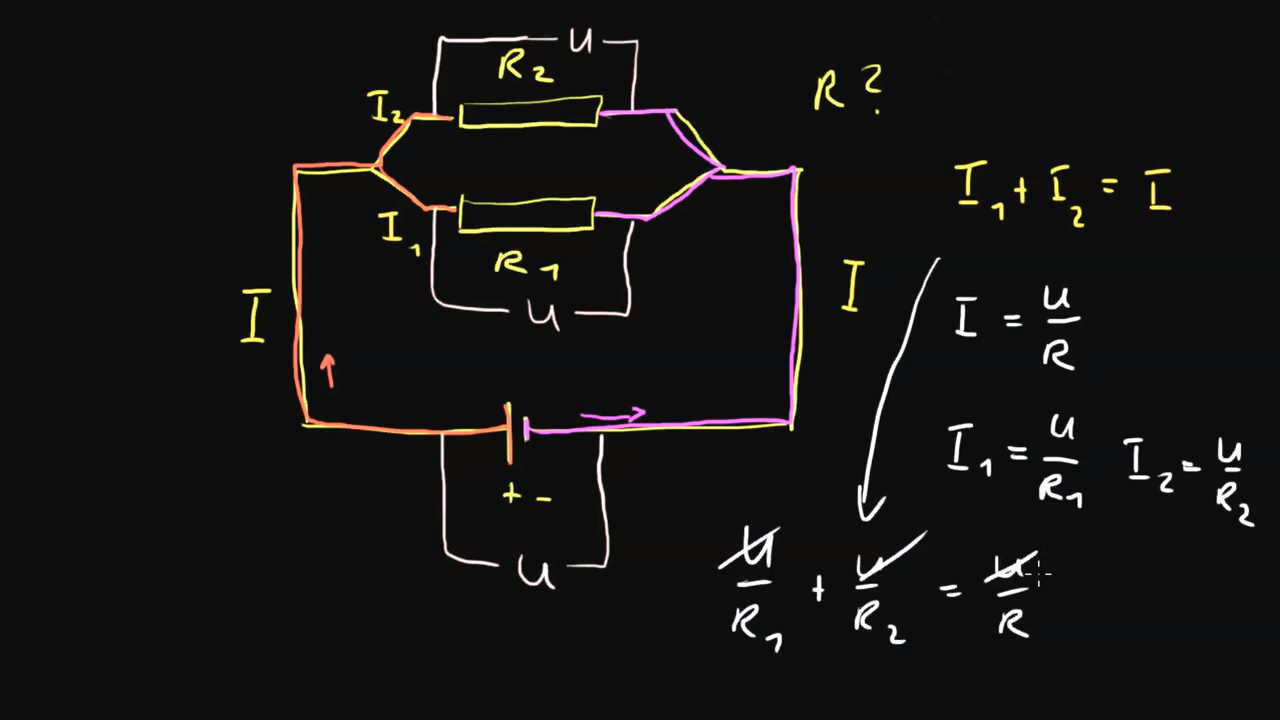 U
R2
I2
R ?
I1 + I2 = I
I1
R1
I
I
U
I = U/R
I1 = U/R1 I2 = U/R2
+ -
U
U/R1 + U/R2 = U/R